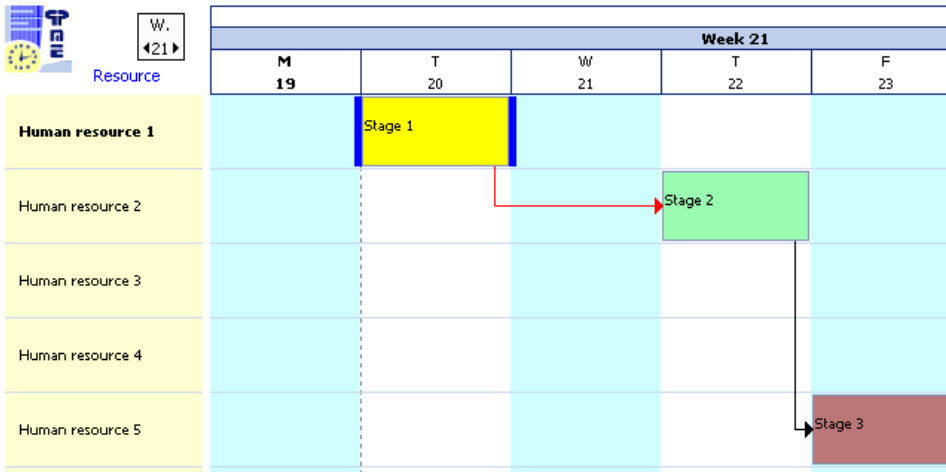 W.
21
Resource
Week 21
M T W T F
19 20 21 22 23
Human resource 1
Stage 1
Human resource 2
Stage 2
Human resource 3
Human resource 4
Human resource 5
Stage 3